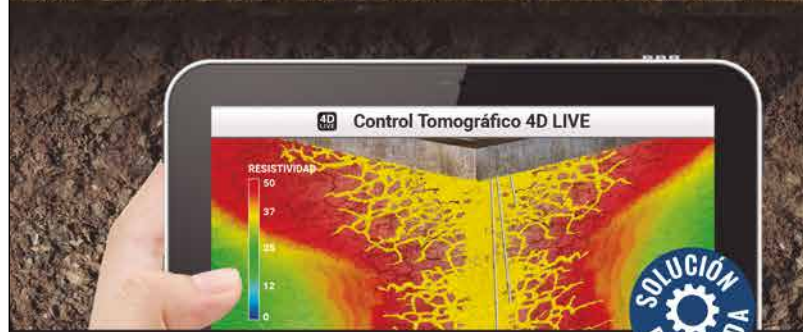 4D LIVE
Control Tomográfico 4D LIVE
RESISTIVIDAD
50
37
25
12
0
SOLUCIÓN